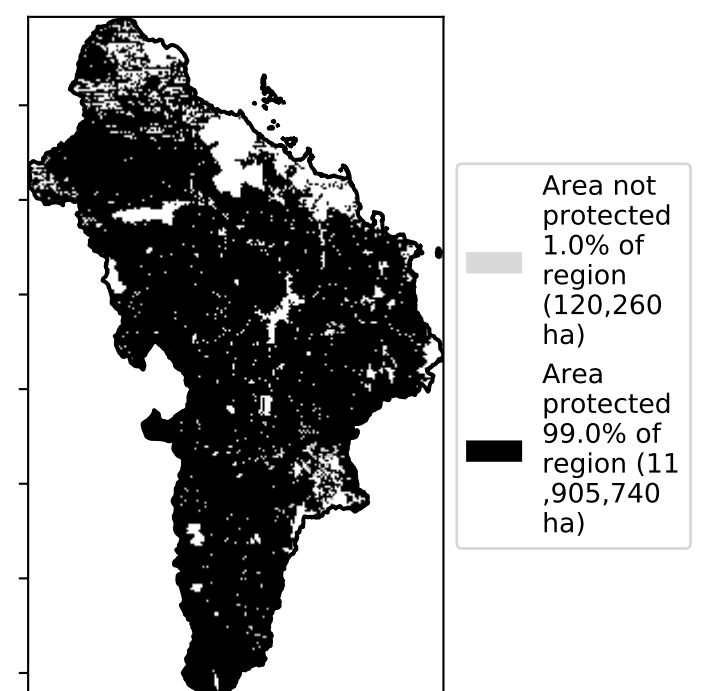 Area not
protected
1.0% of
region
(120,260
ha)
Area
protected
99.0% of
region (11
,905,740
ha)